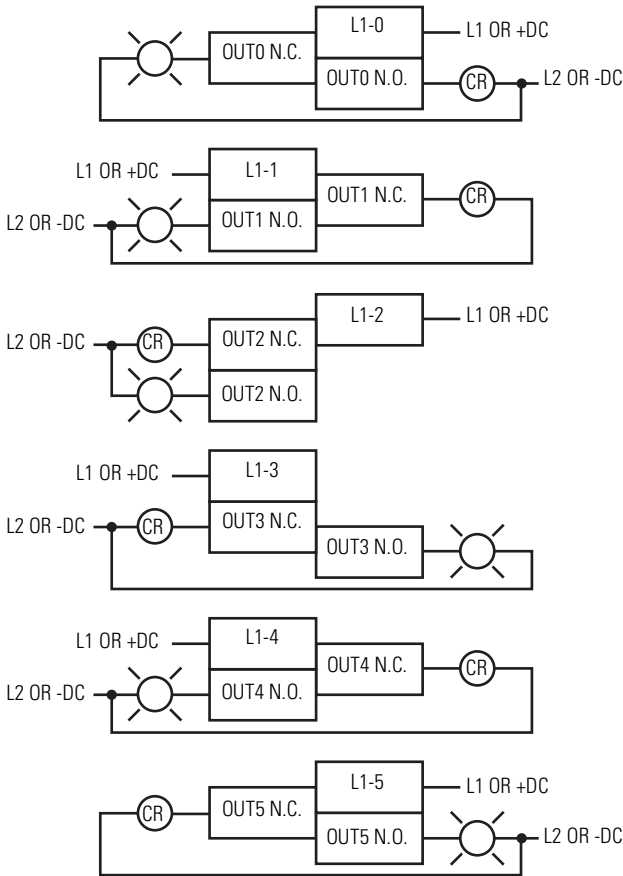 L1-0
L1 OR +DC
OUT0 N.C.
OUT0 N.O.
CR
L2 OR -DC
L1 OR +DC
L1-1
OUT1 N.C.
CR
L2 OR -DC
OUT1 N.O.
L1-2
L1 OR +DC
L2 OR -DC
CR
OUT2 N.C.
OUT2 N.O.
L1 OR +DC
L1-3
L2 OR -DC
CR
OUT3 N.C.
OUT3 N.O.
L1 OR +DC
L1-4
OUT4 N.C.
CR
L2 OR -DC
OUT4 N.O.
L1-5
L1 OR +DC
CR
OUT5 N.C.
OUT5 N.O.
L2 OR -DC